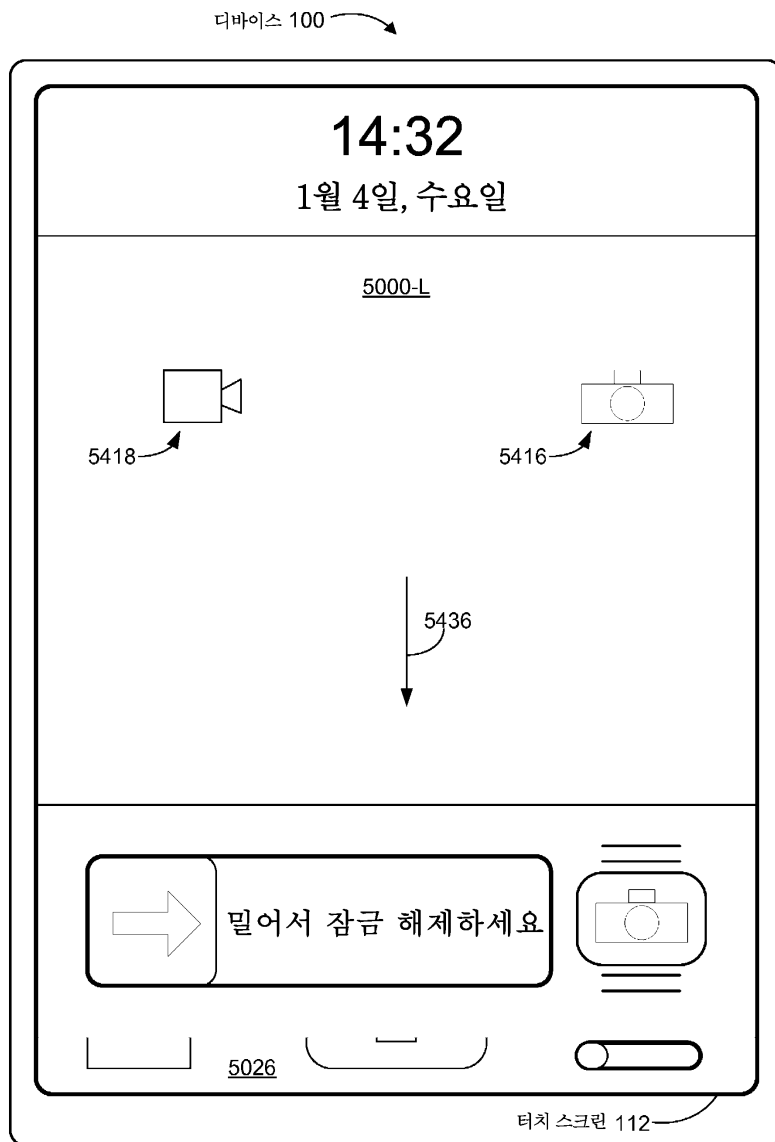 디바이스 100
14:32
1월 4일, 수요일
5000-L
5418
5416
5436
밀어서 잠금 해제하세요
5026
터치 스크린 112